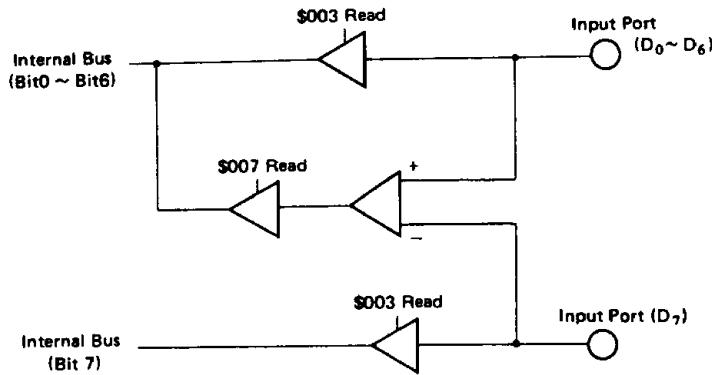 $003 Read
Input Port
(D₀ ~ D₆)
Internal Bus
(Bit0 ~ Bit6)
$007 Read
+
−
$003 Read
Input Port (D₇)
Internal Bus
(Bit 7)